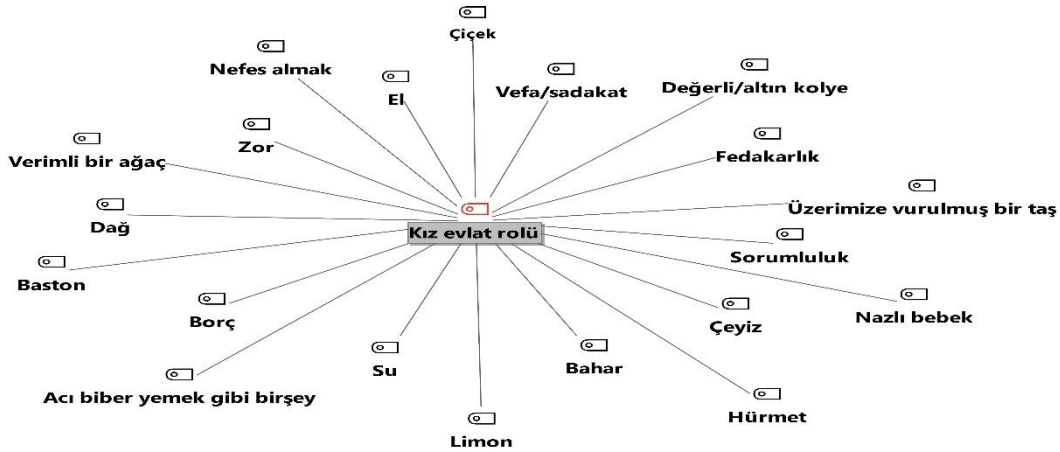 Çiçek
Nefes almak
El
Vefa/sadakat
Değerli/altın kolye
Zor
Fedakarlık
Verimli bir ağaç
Üzerimize vurulmuş bir taş
Dağ
Kız evlat rolü
Sorumluluk
Baston
Borç
Çeyiz
Nazlı bebek
Su
Bahar
Acı biber yemek gibi birşey
Hürmet
Limon